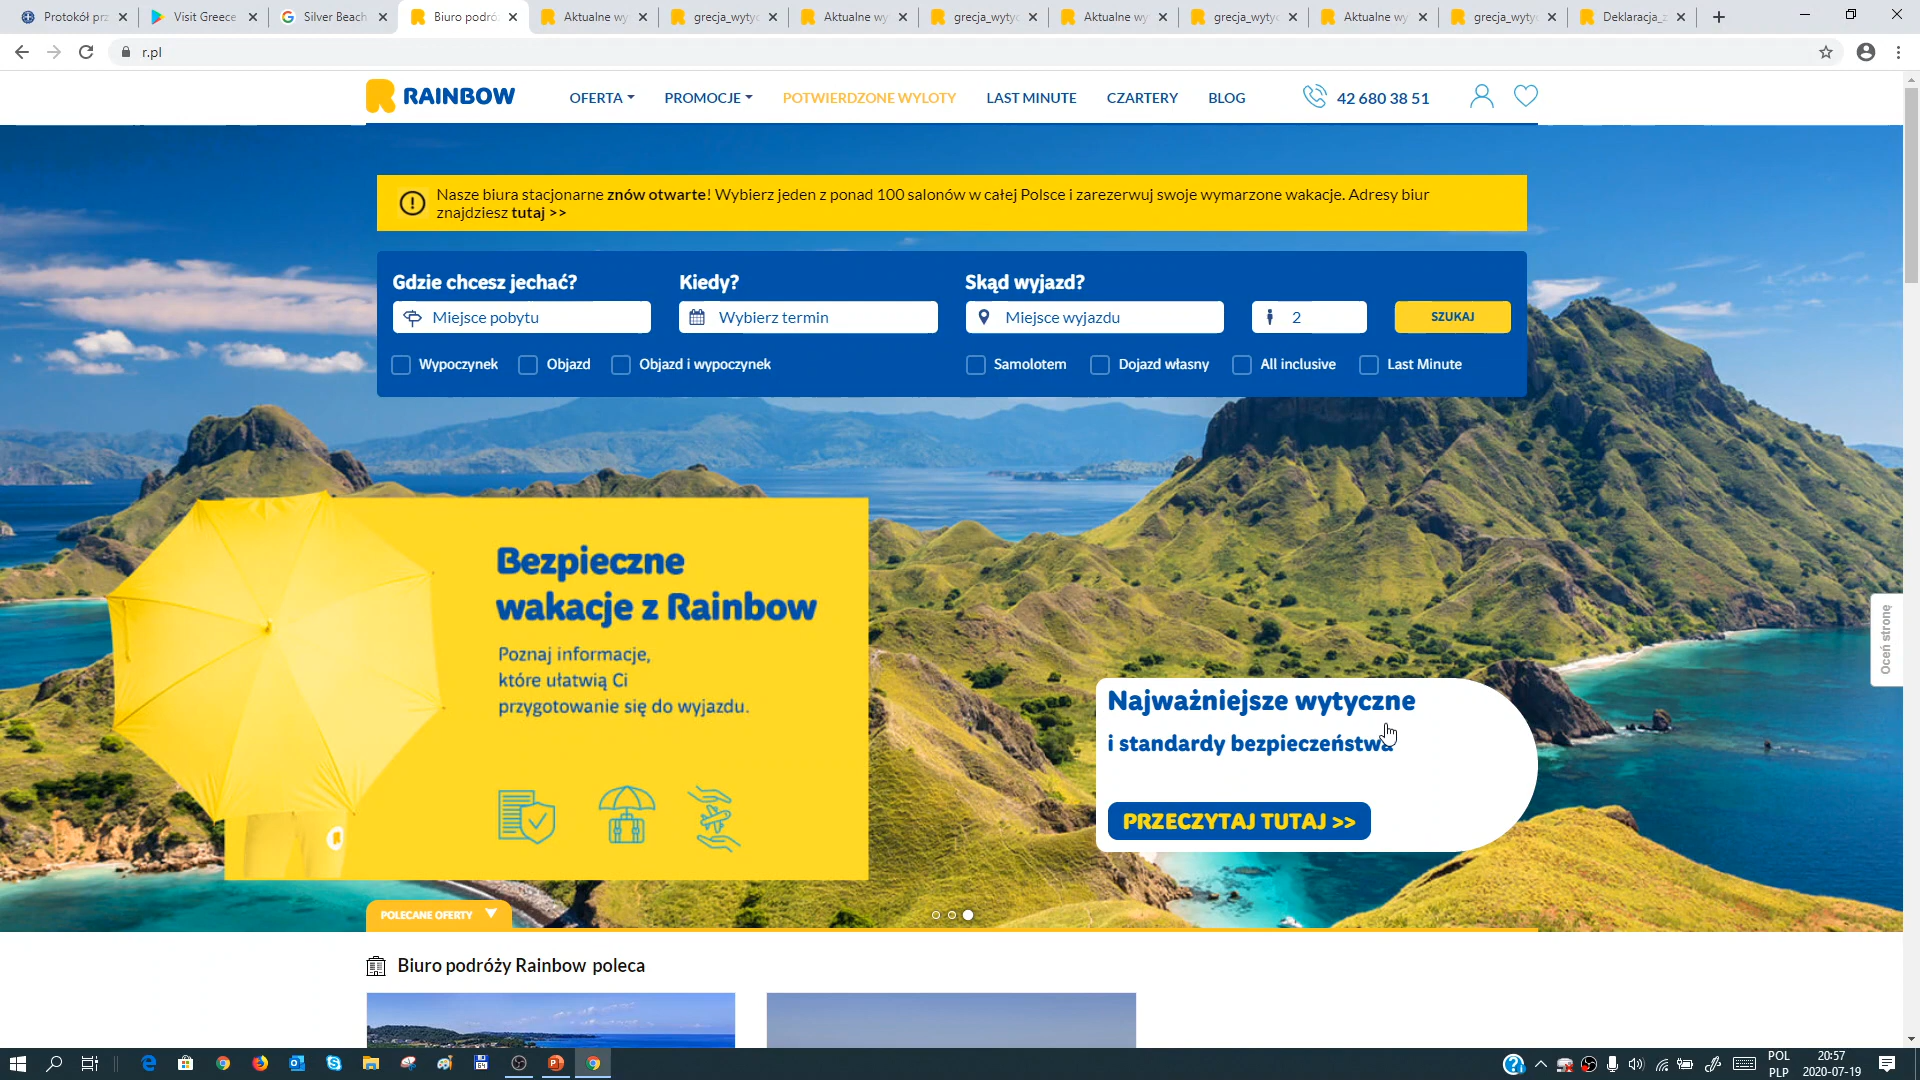 Protokół prz
Visit Greece
Silver Beach
Biuro podró
Aktualne wy
grecja_wyty
Aktualne wy
grecja_wyty
Aktualne wy
grecja_wyty
Aktualne wy
grecja_wyty
Deklaracja_z
r.pl
RAINBOW
OFERTA
PROMOCJE
POTWIERDZONE WYLOTY
LAST MINUTE
CZARTERY
BLOG
42 680 38 51
Nasze biura stacjonarne znów otwarte! Wybierz jeden z ponad 100 salonów w całej Polsce i zarezerwuj swoje wymarzone wakacje. Adresy biur
znajdziesz tutaj >>
Gdzie chcesz jechać?
Kiedy?
Skąd wyjazd?
Miejsce pobytu
Wybierz termin
Miejsce wyjazdu
2
SZUKAJ
Wypoczynek
Objazd
Objazd i wypoczynek
Samolotem
Dojazd własny
All inclusive
Last Minute
Bezpieczne
wakacje z Rainbow
Poznaj informacje,
które ułatwią Ci
przygotowanie się do wyjazdu.
Oceń stronę
Najważniejsze wytyczne
i standardy bezpieczeństwa
PRZECZYTAJ TUTAJ >>
POLECANE OFERTY
Biuro podróży Rainbow poleca
POL
PLP
20:57
2020-07-19